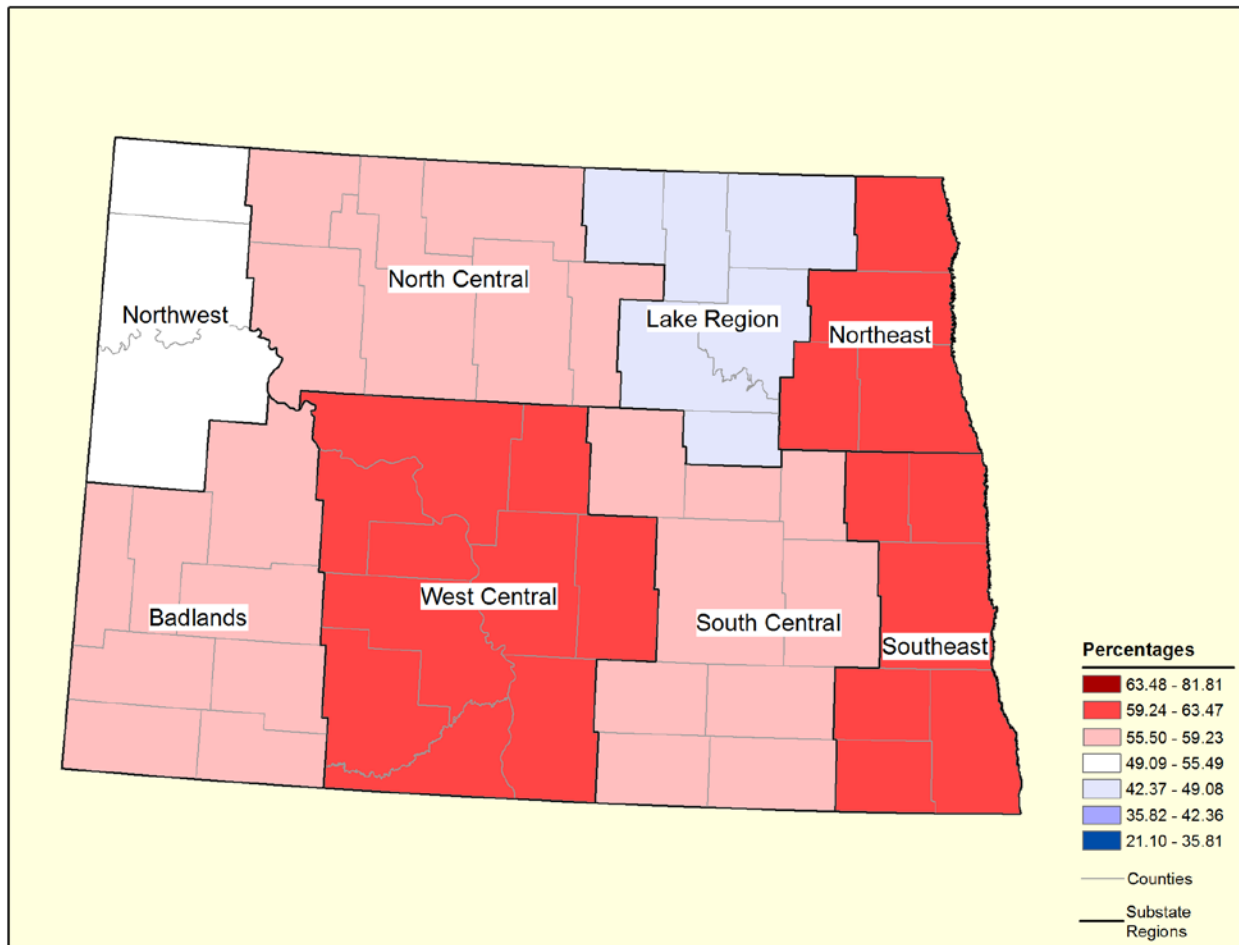 North Central
Northwest
Lake Region
Northeast
West Central
Badlands
South Central
Southeast
Percentages
63.48 - 81.81
59.24 - 63.47
55.50 - 59.23
49.09 - 55.49
42.37 - 49.08
35.82 - 42.36
21.10 - 35.81
Counties
Substate
Regions